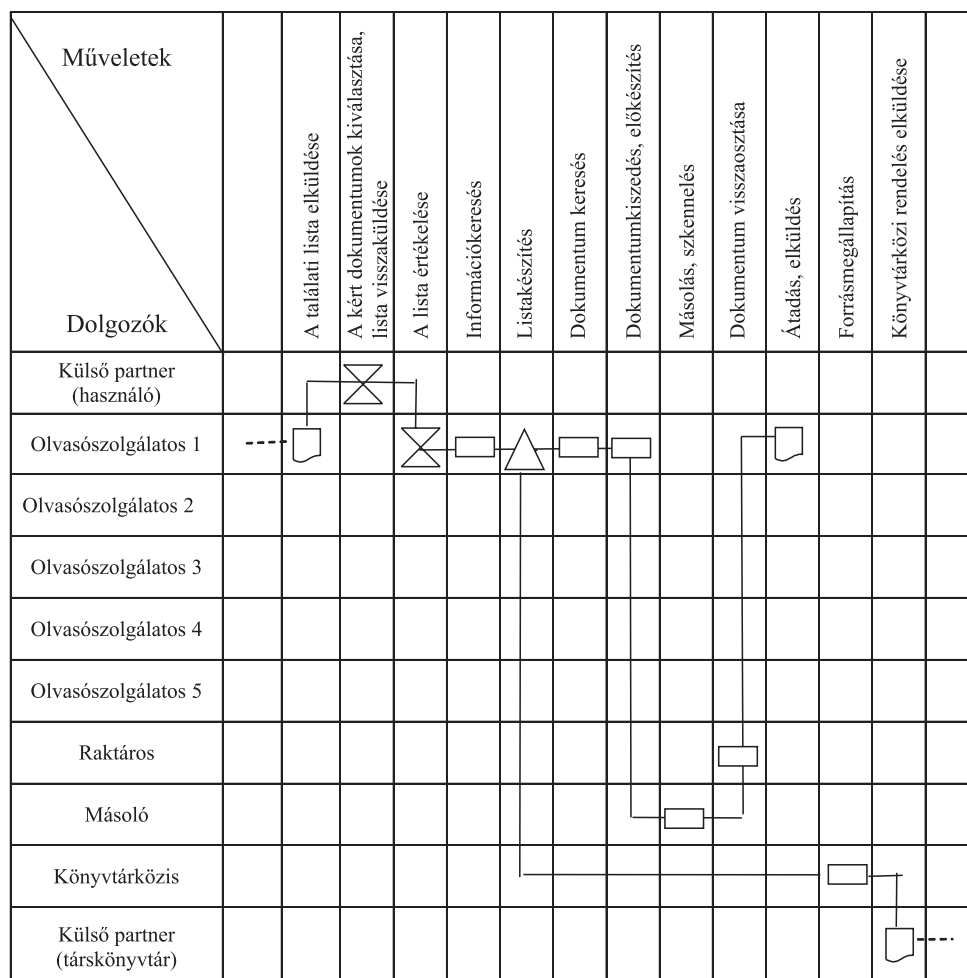 Műveletek
Dolgozók
A találati lista elküldése
A kért dokumentumok kiválasztása,
lista visszaküldése
A lista értékelése
Információkeresés
Listakészítés
Dokumentum keresés
Dokumentumkiszedés, előkészítés
Másolás, szkennelés
Dokumentum visszaosztása
Átadás, elküldés
Forrásmegállapítás
Könyvtárközi rendelés elküldése
Külső partner
(használó)
Olvasószolgálatos 1
Olvasószolgálatos 2
Olvasószolgálatos 3
Olvasószolgálatos 4
Olvasószolgálatos 5
Raktáros
Másoló
Könyvtárközis
Külső partner
(társkönyvtár)